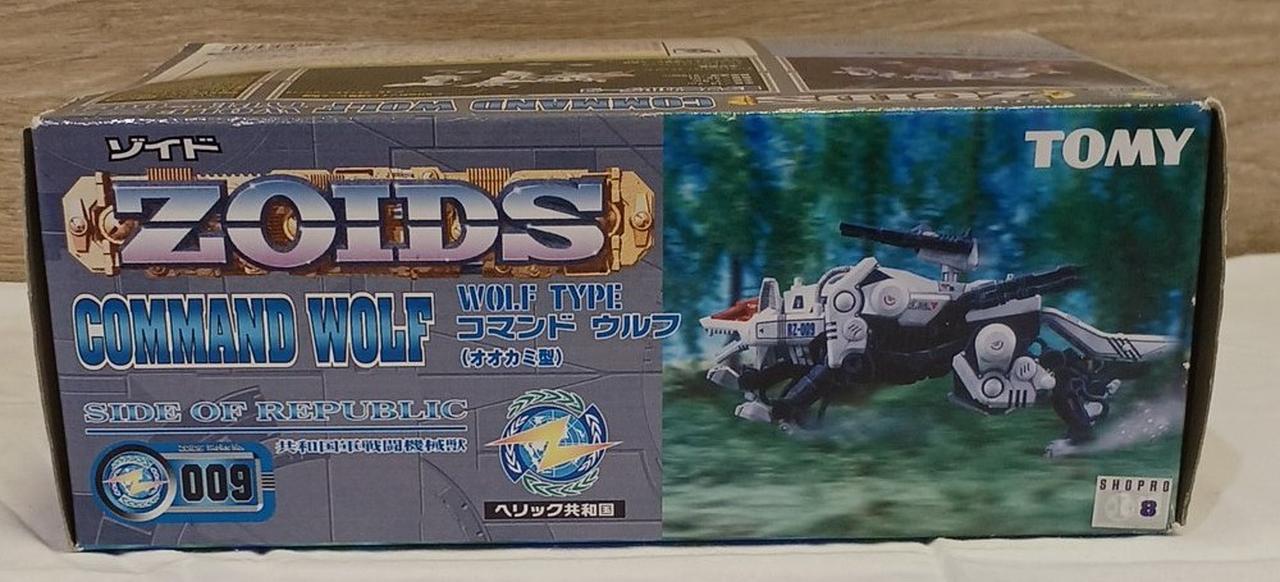 COMMAND WOLF ZOIDS
ゾイド
ZOIDS
TOMY
COMMAND WOLF
WOLF TYPE
コマンド ウルフ
(オオカミ型)
RZ-009
SIDE OF REPUBLIC
共和国軍戦闘機械獣
009
ヘリック共和国
SHOPRO
8